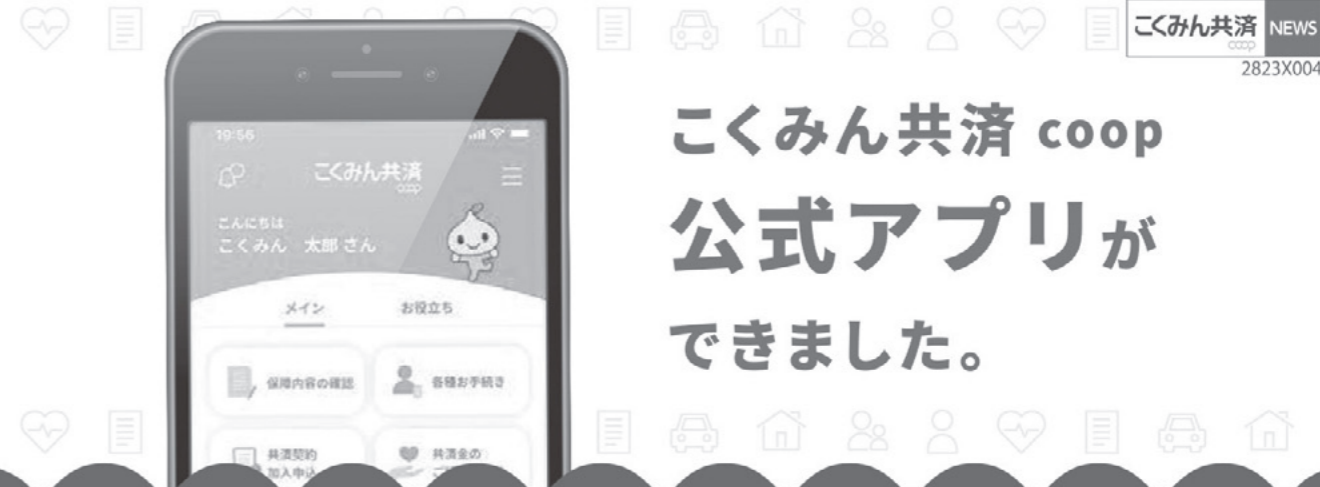 こくみん共済 NEWS
coop
2823X004
こくみん共済 coop
公式アプリが
できました。
19:56
こくみん共済
coop
こんにちは
こくみん 太郎 さん
メイン
お役立ち
保障内容の確認
各種お手続き
共済契約
加入申込
共済金の